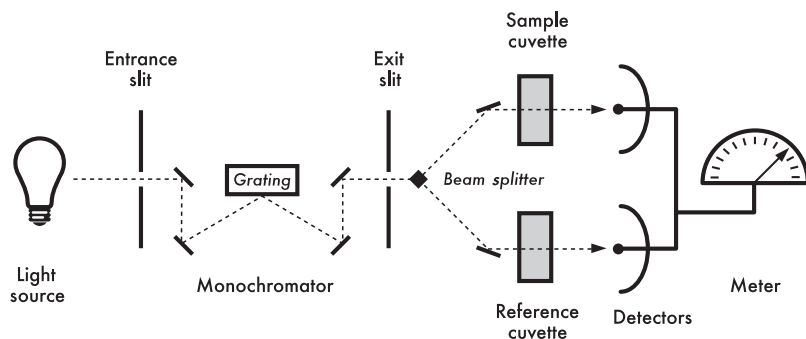 Sample
cuvette
Entrance
slit
Exit
slit
Grating
Beam splitter
Light
source
Monochromator
Reference
cuvette
Detectors
Meter